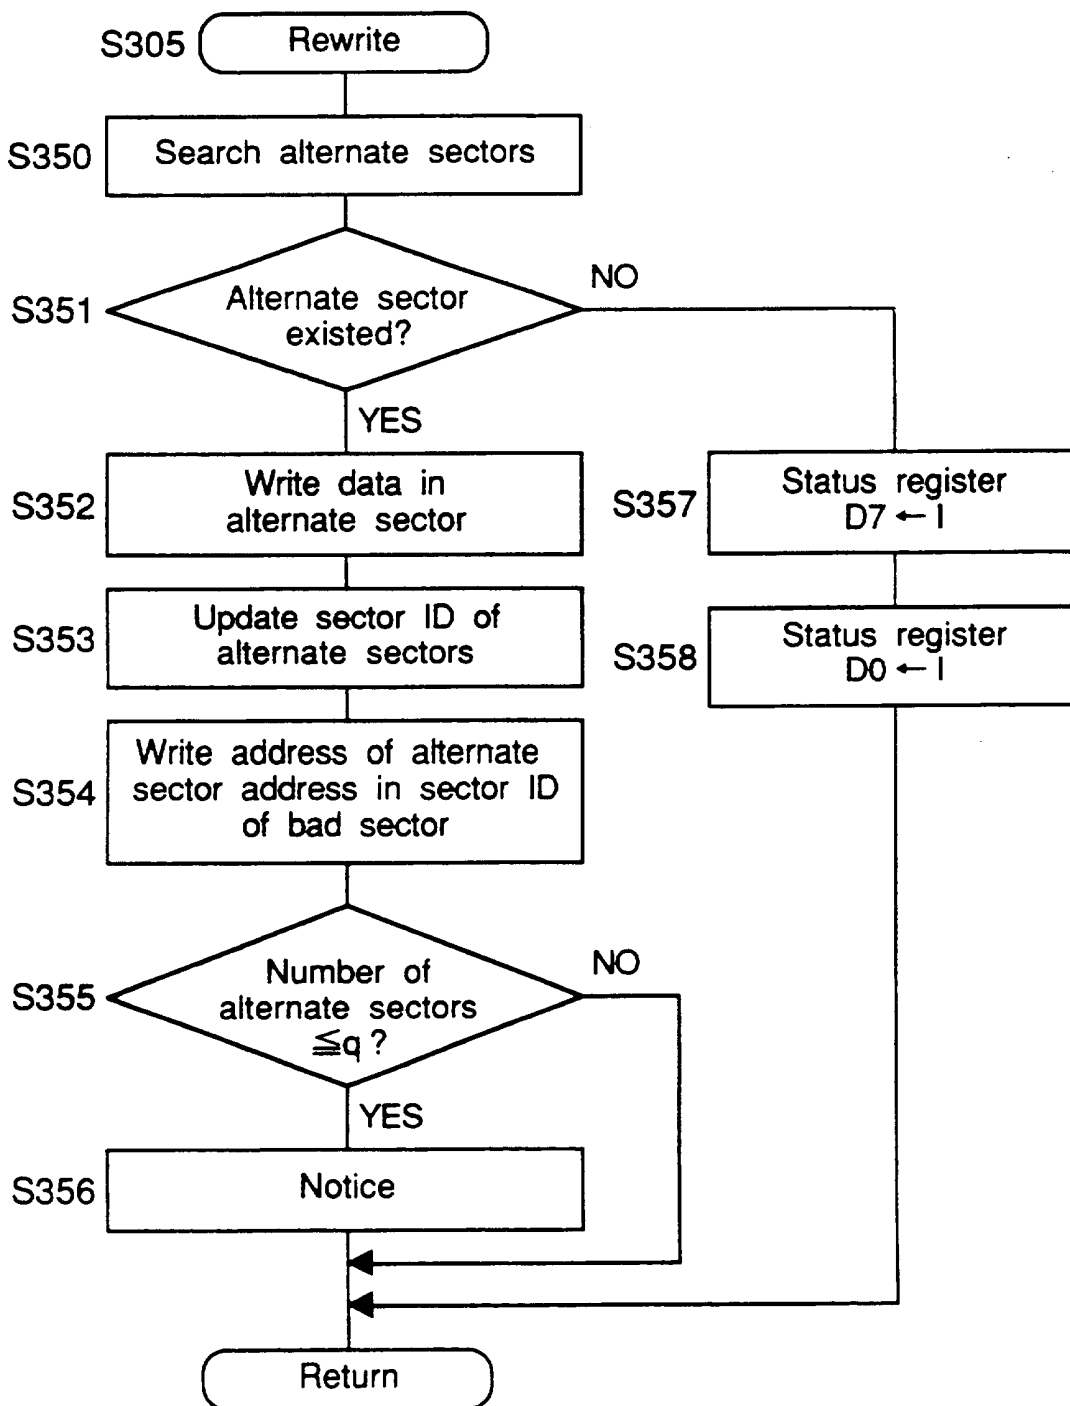 S305
Rewrite
S350
Search alternate sectors
S351
Alternate sector
existed?
NO
YES
S352
Write data in
alternate sector
S357
Status register
D7 ← I
S353
Update sector ID of
alternate sectors
S358
Status register
D0 ← I
S354
Write address of alternate
sector address in sector ID
of bad sector
S355
Number of
alternate sectors
≦q ?
NO
YES
S356
Notice
Return